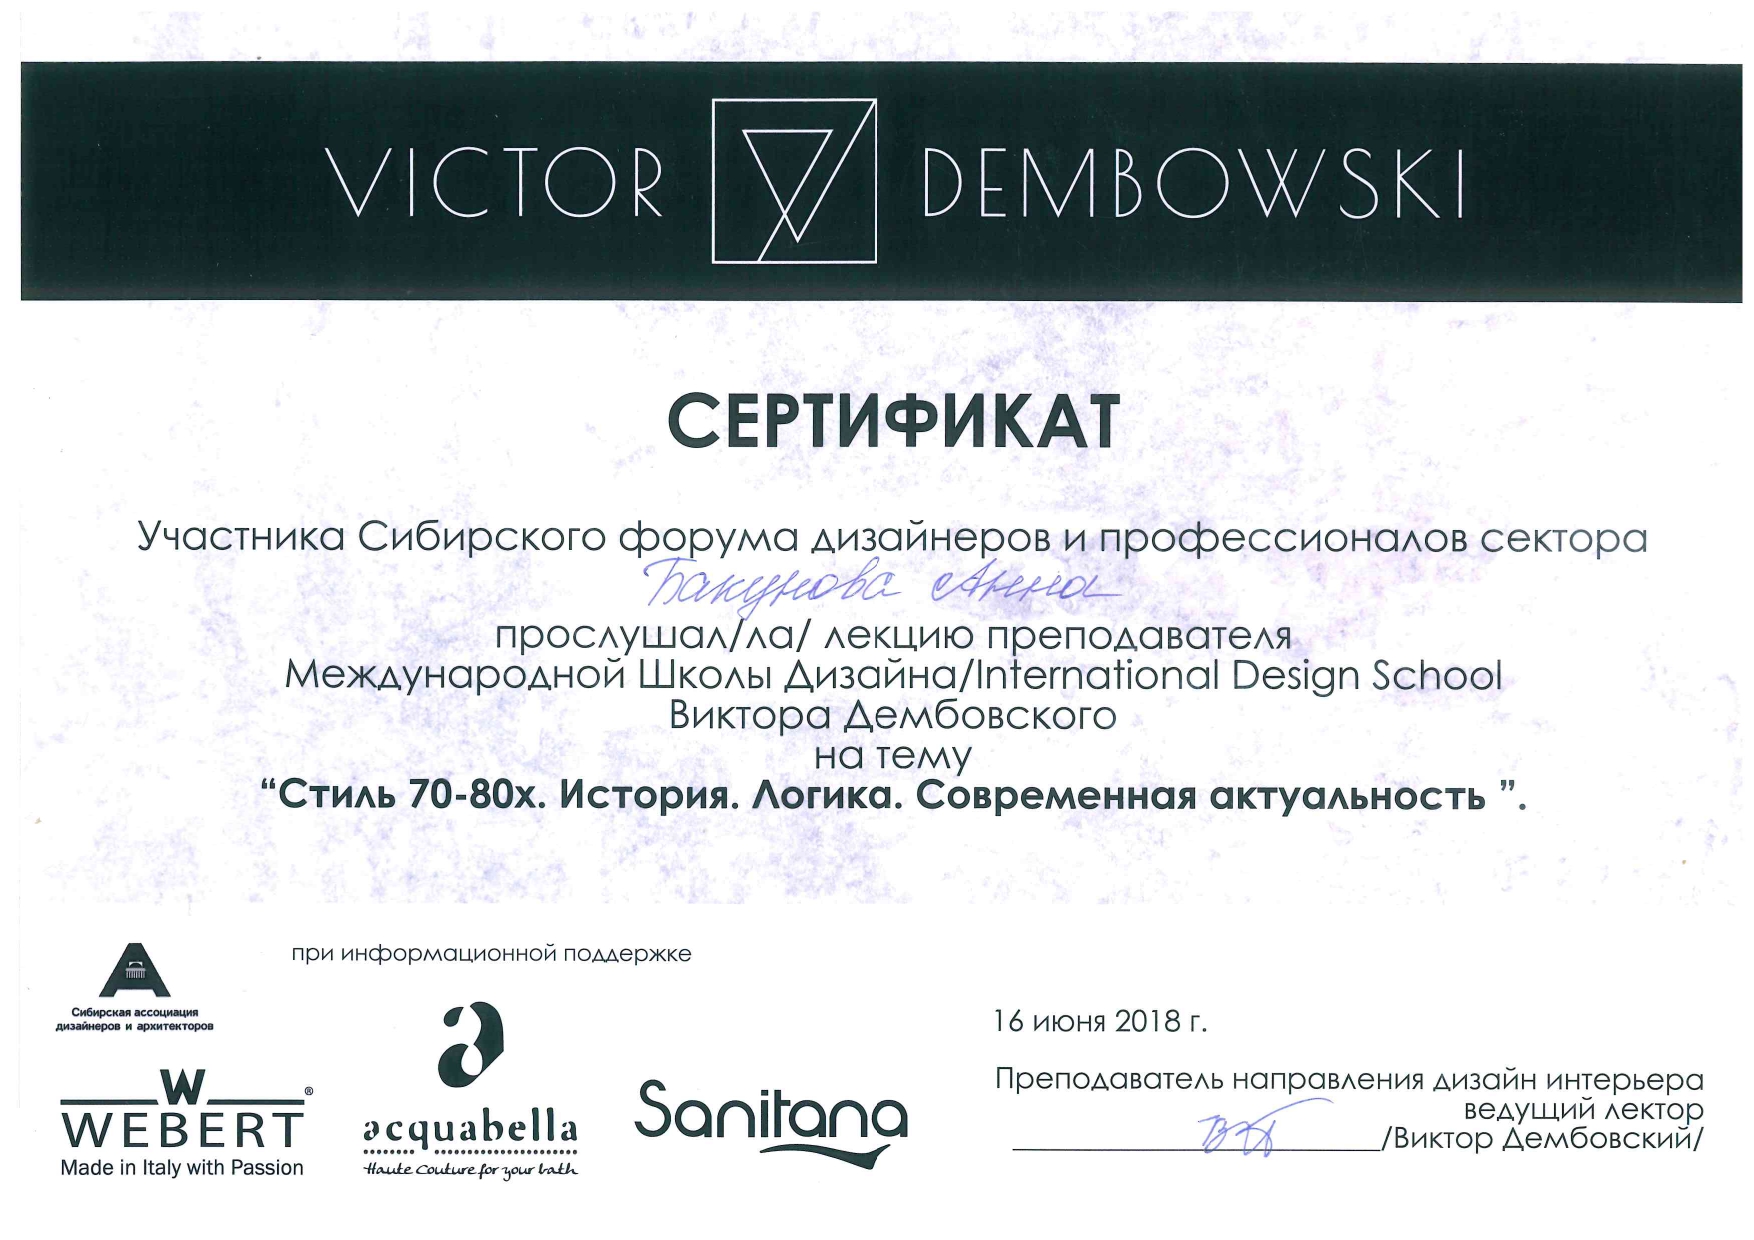 VICTOR DEMBOWSKI
СЕРТИФИКАТ
Участника Сибирского форума дизайнеров и профессионалов сектора
Бакунова Анна
прослушал/ла/ лекцию преподавателя
Международной Школы Дизайна/International Design School
Виктора Дембовского
на тему
“Стиль 70-80х. История. Логика. Современная актуальность ”.
при информационной поддержке
Сибирская ассоциация
дизайнеров и архитекторов
W
WEBERT®
Made in Italy with Passion
acquabella
Haute Couture for your bath
Sanitana
16 июня 2018 г.
Преподаватель направления дизайн интерьера
ведущий лектор
/Виктор Дембовский/